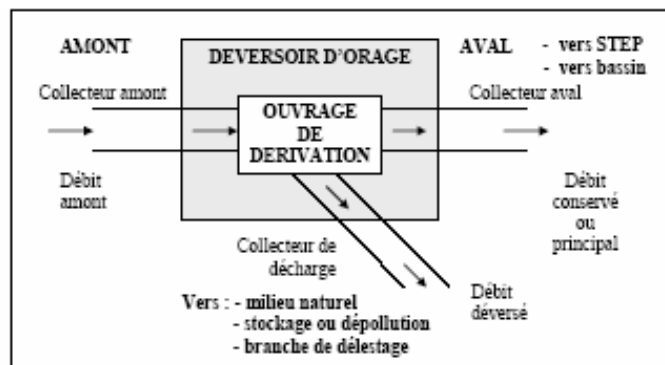 AMONT
DEVERSOIR D'ORAGE
AVAL - vers STEP
- vers bassin
Collecteur amont
Collecteur aval
OUVRAGE
DE
DERIVATION
Débit
amont
Débit
conservé
ou
principal
Collecteur de
décharge
Vers : - milieu naturel
- stockage ou dépollution
- branche de délestage
Débit
déversé